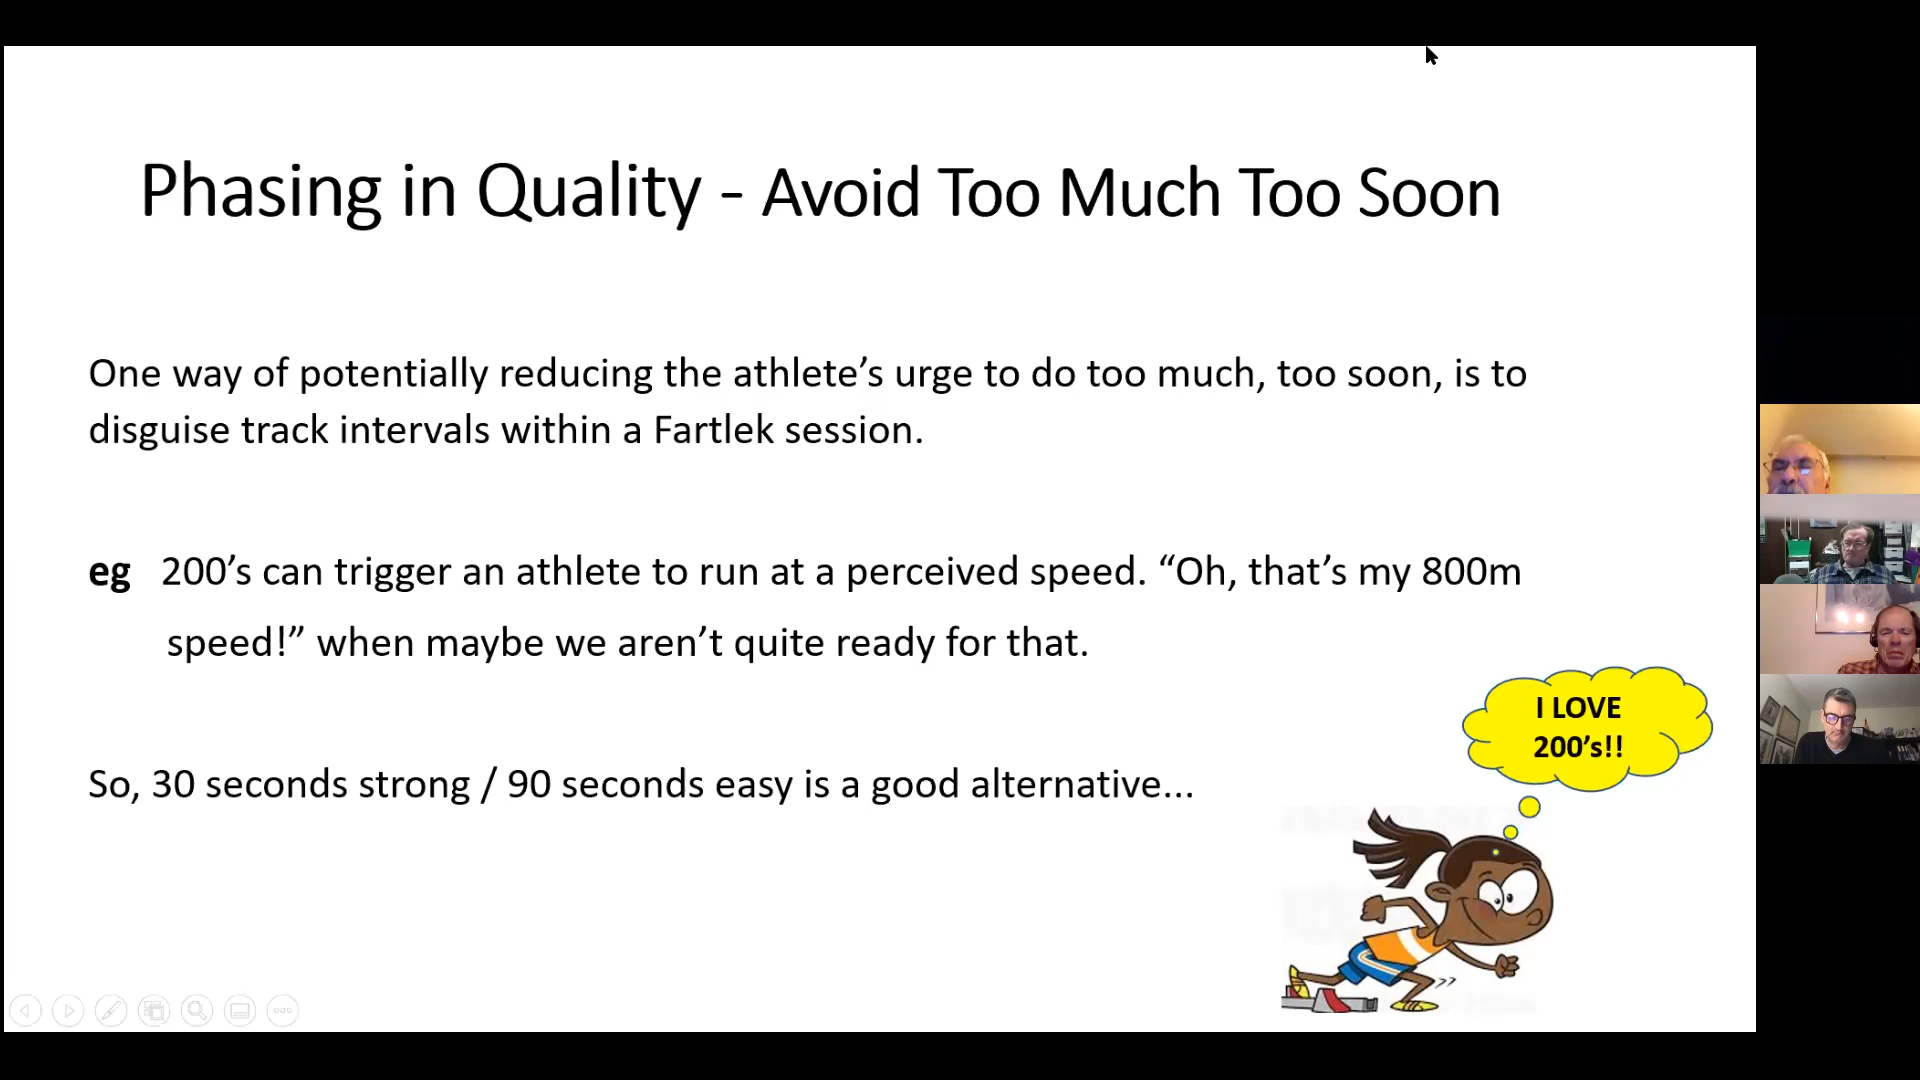 Phasing in Quality - Avoid Too Much Too Soon
One way of potentially reducing the athlete’s urge to do too much, too soon, is to
disguise track intervals within a Fartlek session.
eg 200’s can trigger an athlete to run at a perceived speed. “Oh, that’s my 800m
speed!” when maybe we aren’t quite ready for that.
So, 30 seconds strong / 90 seconds easy is a good alternative...
I LOVE
200’s!!